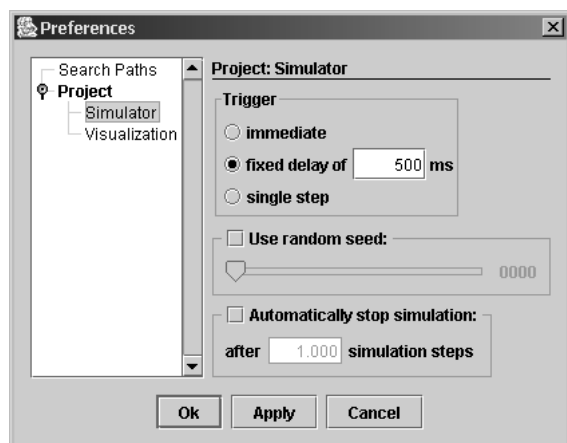 Preferences
Search Paths
Project
Simulator
Visualization
Project: Simulator
Trigger
immediate
fixed delay of 500 ms
single step
Use random seed:
0000
Automatically stop simulation:
after 1.000 simulation steps
Ok Apply Cancel